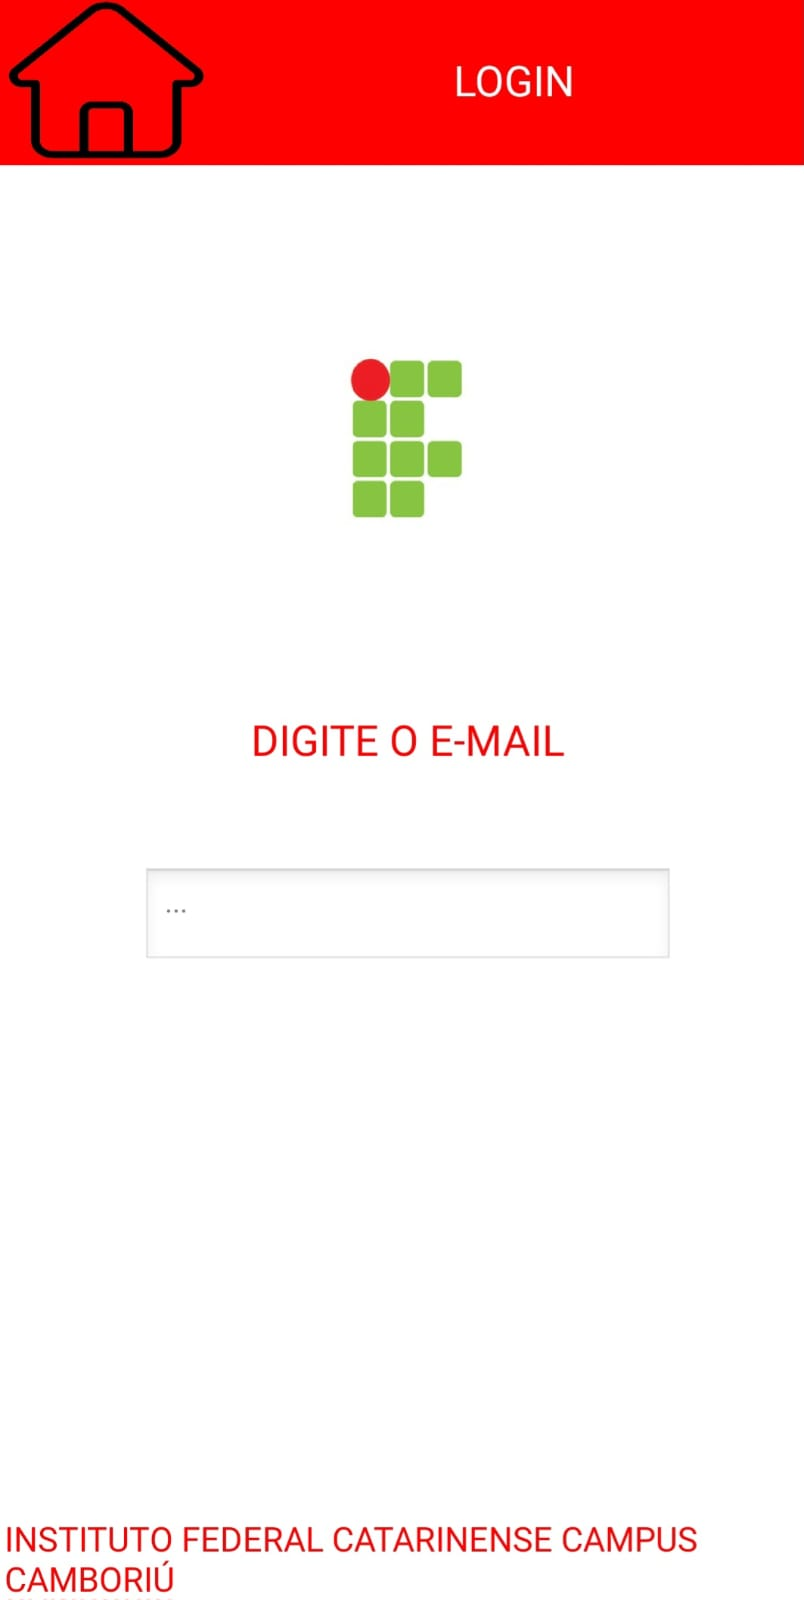 LOGIN
DIGITE O E-MAIL
...
INSTITUTO FEDERAL CATARINENSE CAMPUS
CAMBORIÚ